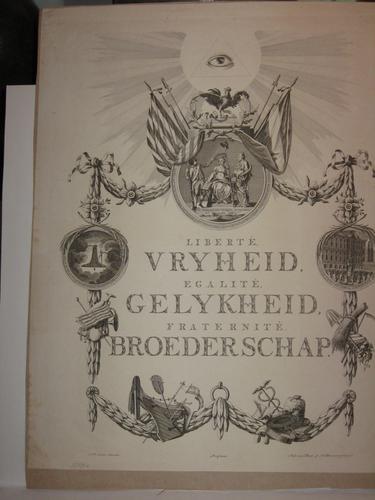 LIBERTÉ.
VRYHEID.
EGALITÉ.
GELYKHEID.
FRATERNITÉ.
BROEDERSCHAP.